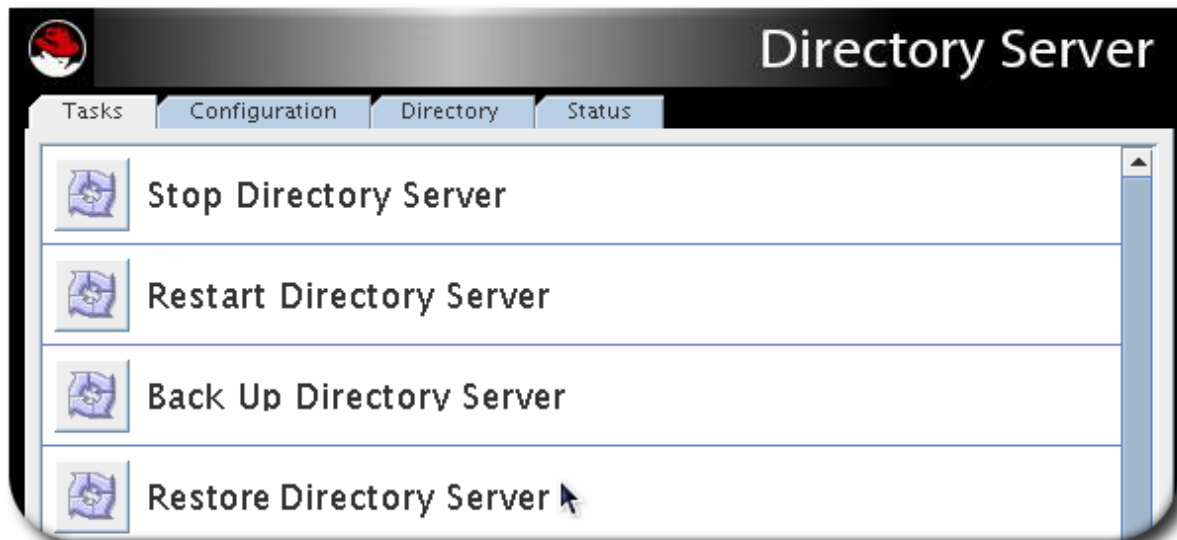 Directory Server
Tasks Configuration Directory Status
Stop Directory Server
Restart Directory Server
Back Up Directory Server
Restore Directory Server